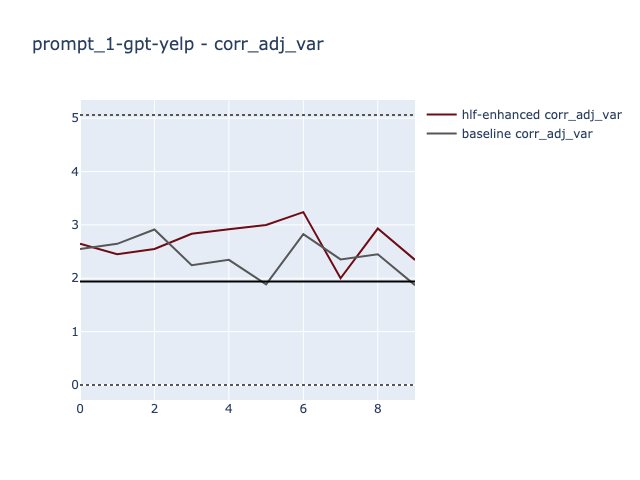 prompt_1-gpt-yelp - corr_adj_var
hlf-enhanced corr_adj_var
baseline corr_adj_var
5
4
3
2
1
0
0 2 4 6 8